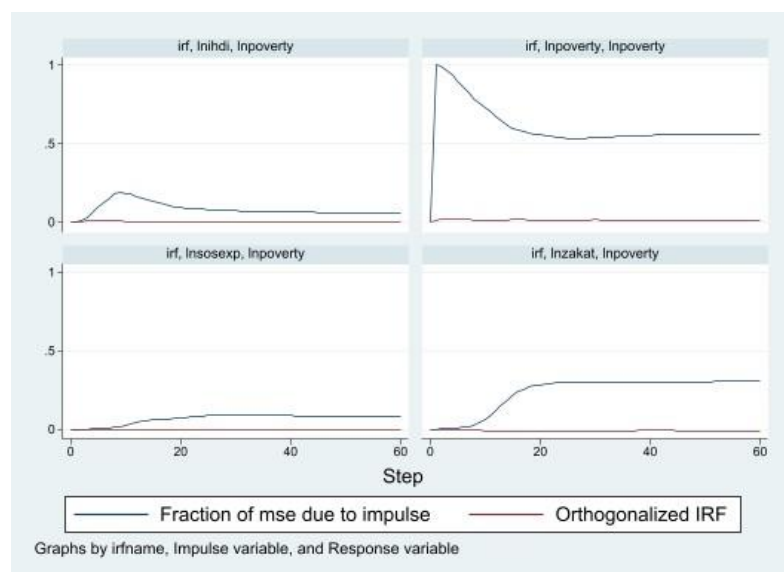 irf, lnihdi, lnpoverty
irf, lnpoverty, lnpoverty
1
.5
0
irf, lnsosexp, lnpoverty
irf, lnzakat, lnpoverty
1
.5
0
0 20 40 60 0 20 40 60
Step
Fraction of mse due to impulse Orthogonalized IRF
Graphs by irfname, Impulse variable, and Response variable